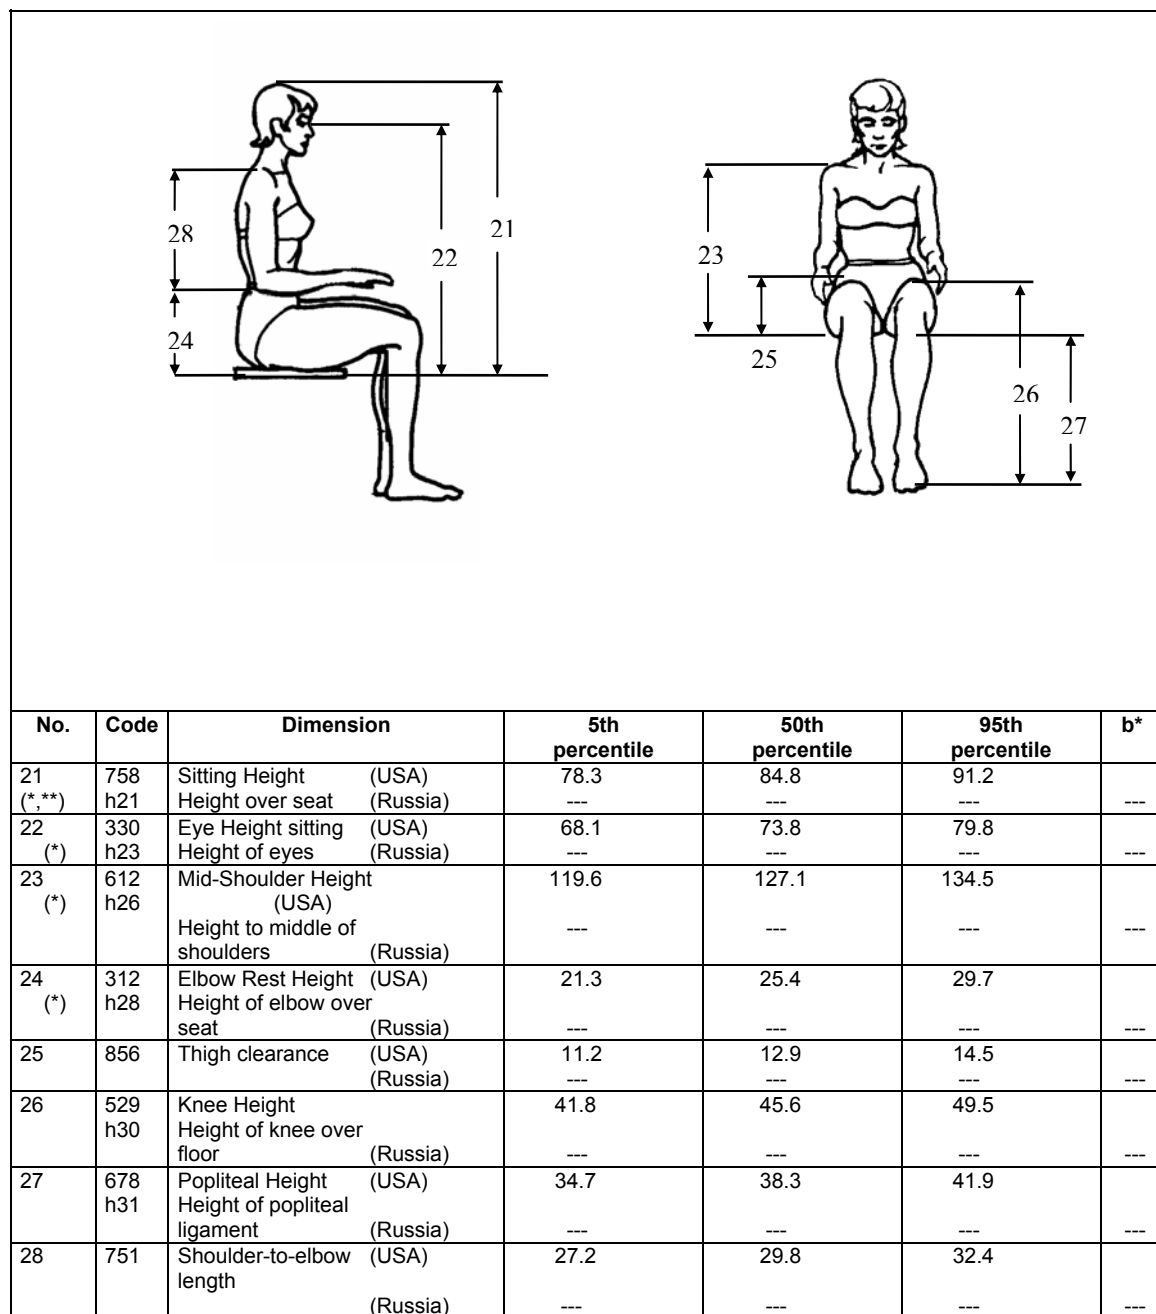 28
24
22
21
23
25
26
27
No. Code Dimension 5th percentile 50th percentile 95th percentile b*
21 758 Sitting Height (USA) 78.3 84.8 91.2
(*,**) h21 Height over seat (Russia) --- --- --- ---
22 330 Eye Height sitting (USA) 68.1 73.8 79.8
(*) h23 Height of eyes (Russia) --- --- --- ---
23 612 Mid-Shoulder Height 119.6 127.1 134.5
(*) h26 (USA)
Height to middle of --- --- --- ---
shoulders (Russia)
24 312 Elbow Rest Height (USA) 21.3 25.4 29.7
(*) h28 Height of elbow over
seat (Russia) --- --- --- ---
25 856 Thigh clearance (USA) 11.2 12.9 14.5
(Russia) --- --- --- ---
26 529 Knee Height 41.8 45.6 49.5
h30 Height of knee over
floor (Russia) --- --- --- ---
27 678 Popliteal Height (USA) 34.7 38.3 41.9
h31 Height of popliteal
ligament (Russia) --- --- --- ---
28 751 Shoulder-to-elbow (USA) 27.2 29.8 32.4
length
(Russia) --- --- --- ---